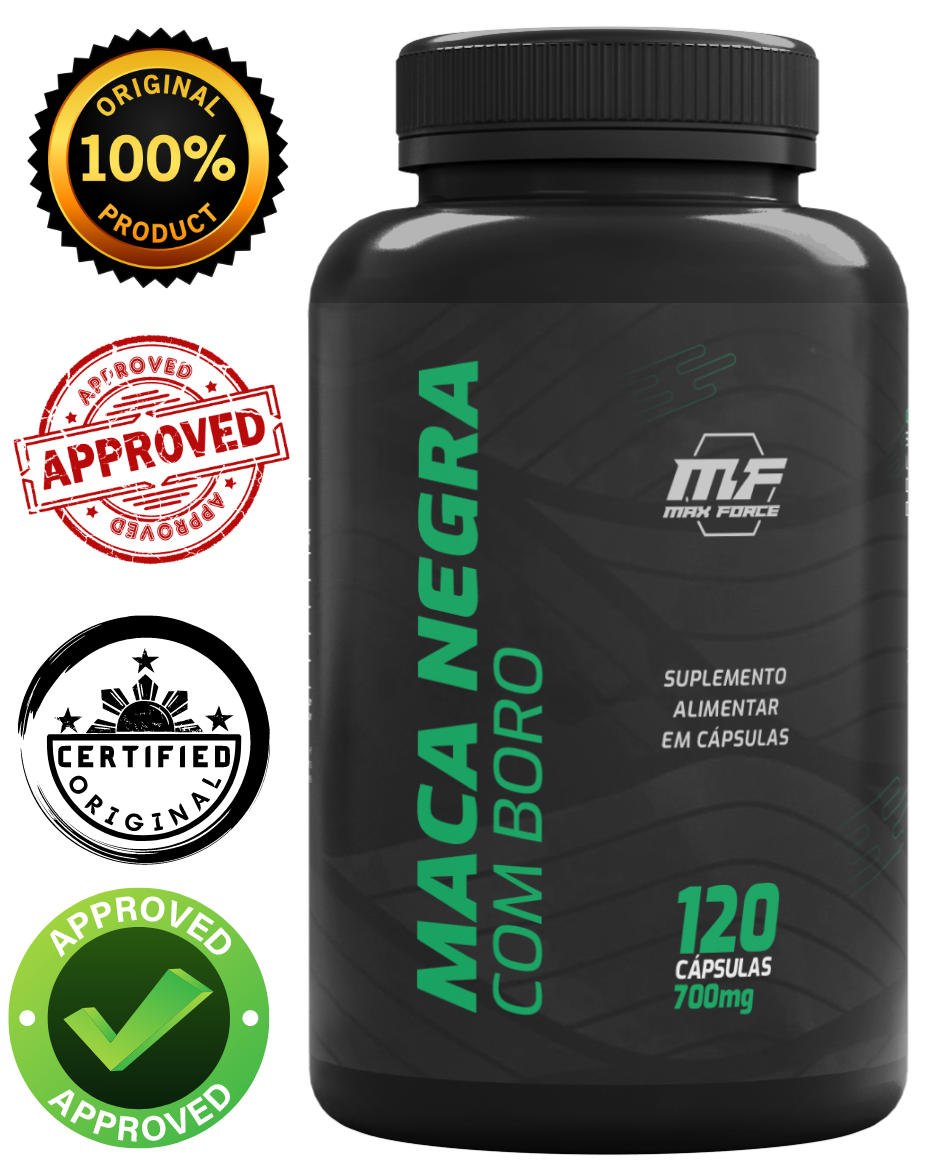 ORIGINAL
100%
PRODUCT
APPROVED
APPROVED
APPROVED
CERTIFIED
ORIGINAL
APPROVED
APPROVED
MACA NEGRA
COM BORO
MF
MAX FORCE
SUPLEMENTO
ALIMENTAR
EM CÁPSULAS
120
CÁPSULAS
700mg